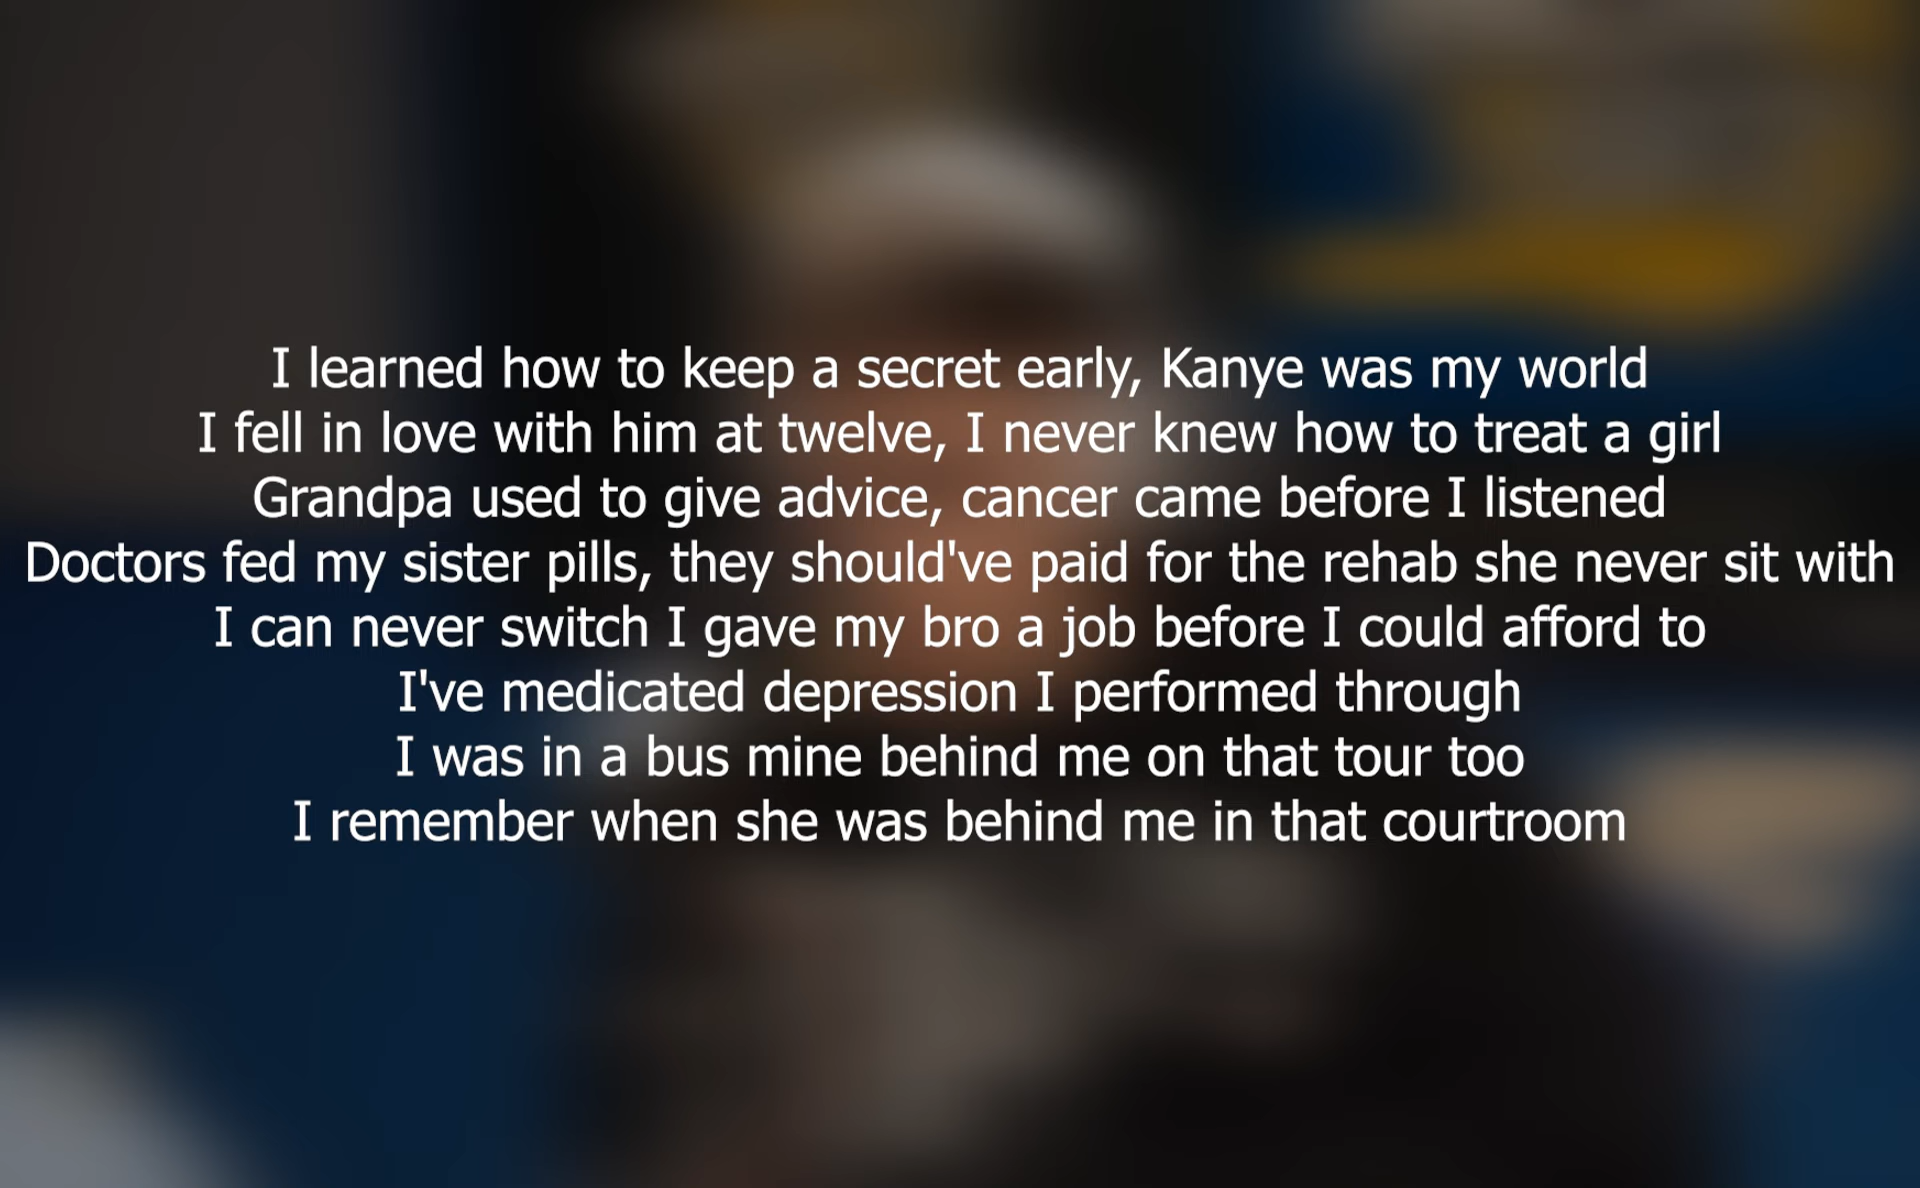 I learned how to keep a secret early, Kanye was my world
I fell in love with him at twelve, I never knew how to treat a girl
Grandpa used to give advice, cancer came before I listened
Doctors fed my sister pills, they should've paid for the rehab she never sit with
I can never switch I gave my bro a job before I could afford to
I've medicated depression I performed through
I was in a bus mine behind me on that tour too
I remember when she was behind me in that courtroom